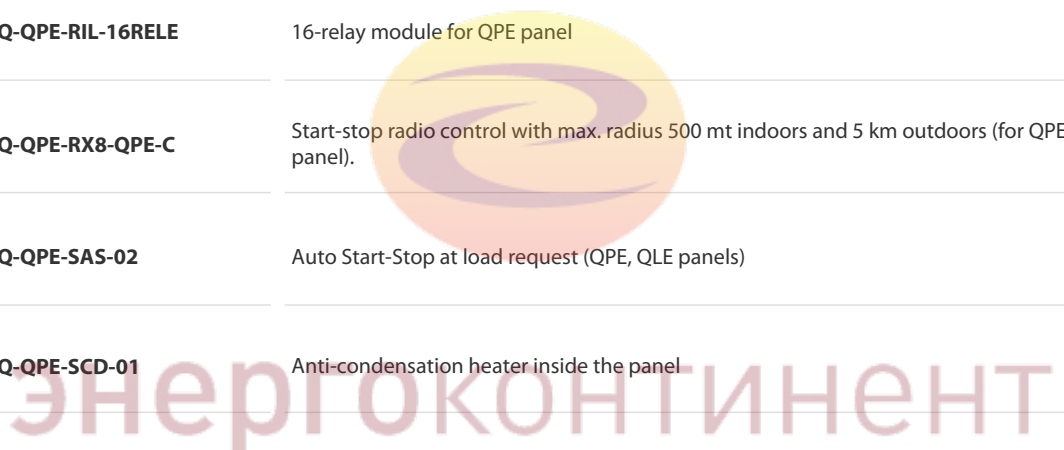 Q-QPE-RIL-16RELE 16-relay module for QPE panel
Start-stop radio control with max. radius 500 mt indoors and 5 km outdoors (for QPE
Q-QPE-RX8-QPE-C
panel).
Q-QPE-SAS-02 Auto Start-Stop at load request (QPE, QLE panels)
Q-QPE-SCD-01 Anti-condensation heater inside the panel
энергоконтинент